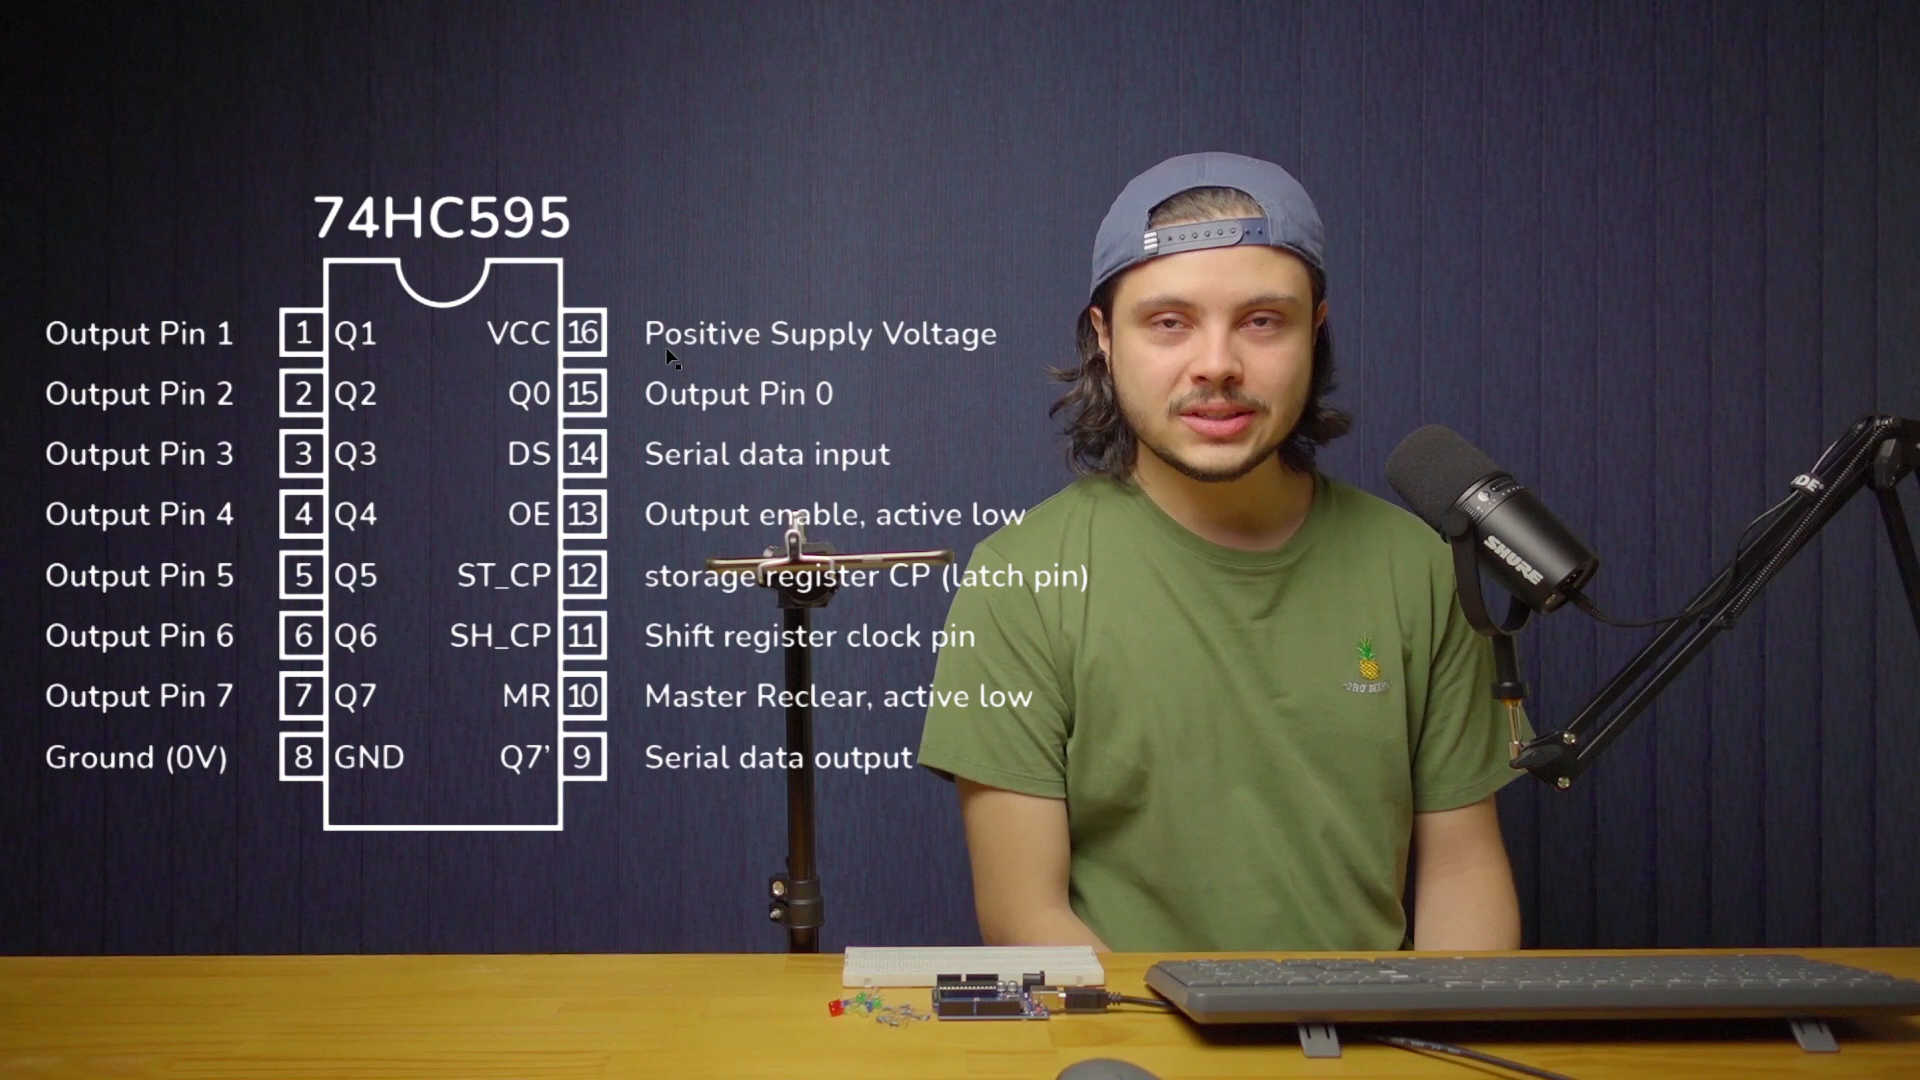 74HC595
Output Pin 1 1 Q1 VCC 16 Positive Supply Voltage
Output Pin 2 2 Q2 Q0 15 Output Pin 0
Output Pin 3 3 Q3 DS 14 Serial data input
Output Pin 4 4 Q4 OE 13 Output enable, active low
Output Pin 5 5 Q5 ST_CP 12 storage register CP (latch pin)
Output Pin 6 6 Q6 SH_CP 11 Shift register clock pin
Output Pin 7 7 Q7 MR 10 Master Reclear, active low
Ground (0V) 8 GND Q7’ 9 Serial data output
SHURE